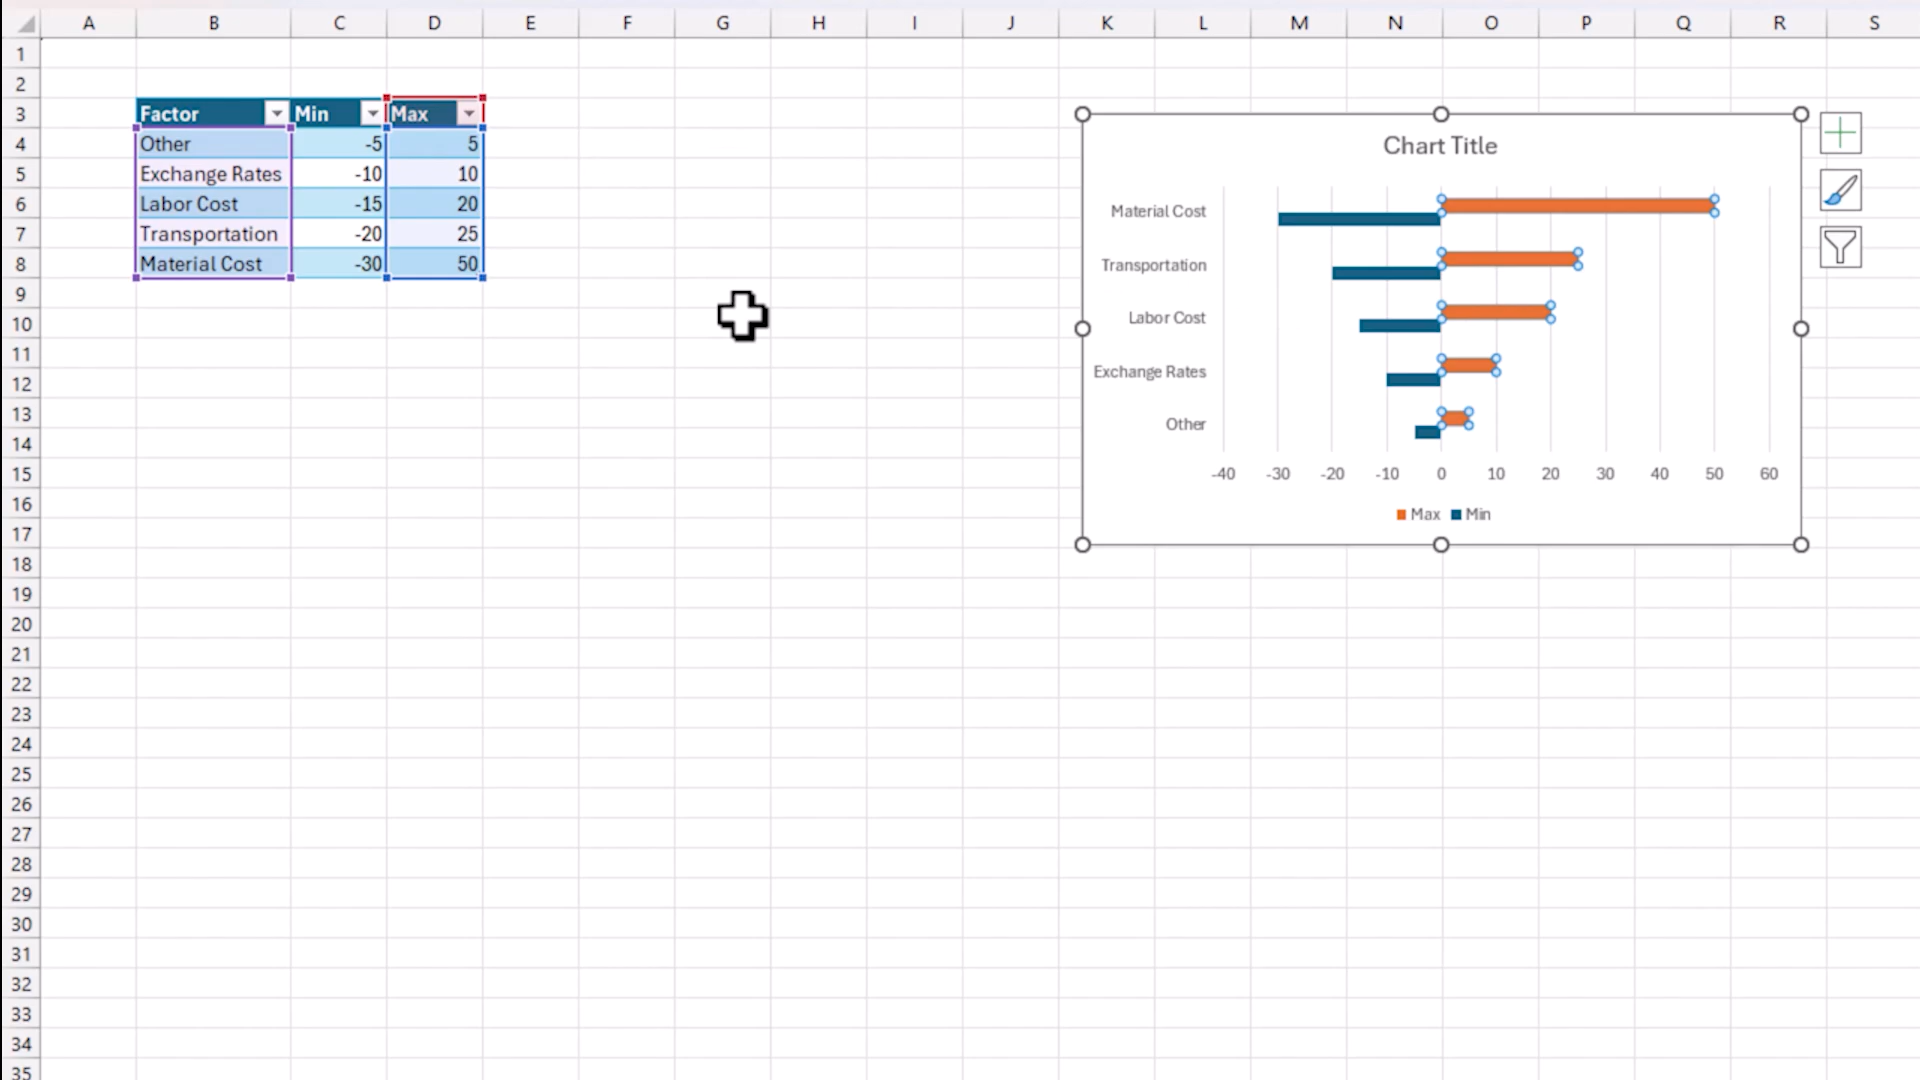 A B C D E F G H I J K L M N O P Q R S
1
2
3 Factor Min Max
4 Other -5 5
5 Exchange Rates -10 10
6 Labor Cost -15 20
7 Transportation -20 25
8 Material Cost -30 50
9
10
11
12
13
14
15
16
17
18
19
20
21
22
23
24
25
26
27
28
29
30
31
32
33
34
35
Chart Title
Material Cost
Transportation
Labor Cost
Exchange Rates
Other
-40 -30 -20 -10 0 10 20 30 40 50 60
Max Min